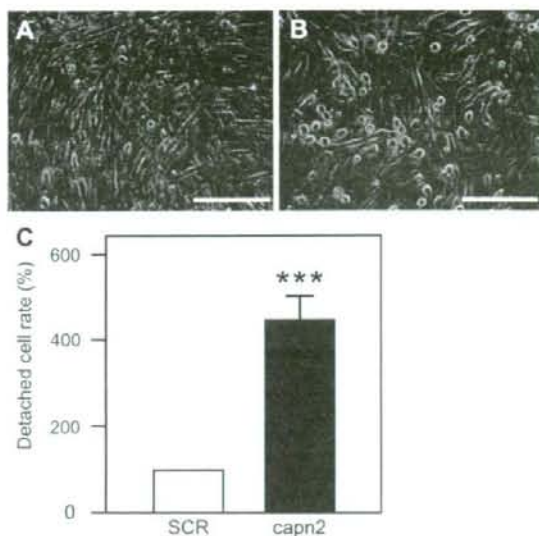 A
B
C
Detached cell rate (%)
600
400
200
0
***
SCR
capn2